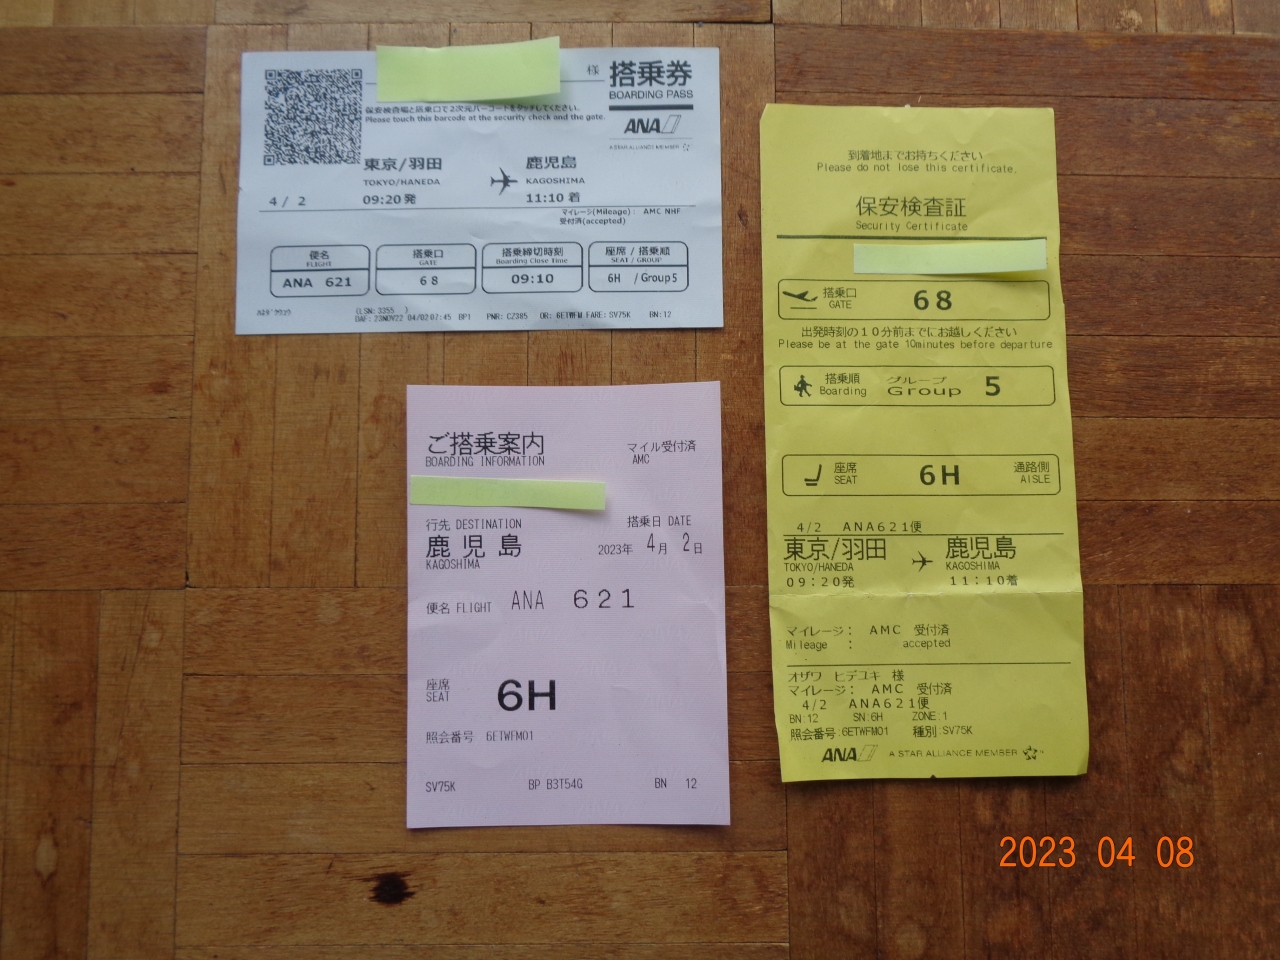 様 搭乗券
BOARDING PASS
保安検査場と搭乗口で2次元バーコードをタッチしてください。
Please touch this barcode at the security check and the gate.
ANA
A STAR ALLIANCE MEMBER
東京/羽田 鹿児島
TOKYO/HANEDA KAGOSHIMA
4/ 2 09:20発 11:10着
マイレージ(Mileage): AMC NHF
受付済(accepted)
便名 搭乗口 搭乗締切時刻 座席 / 搭乗順
FLIGHT GATE Boarding Close Time SEAT / GROUP
ANA 621 68 09:10 6H / Group5
(LSN:3355 )
DAF: 23NOV22 04/02 07:45 BP1 PNR: CZ385 OR: 6ETWFM FARE: SV75K BN:12
ご搭乗案内 マイル受付済
BOARDING INFORMATION AMC
行先 DESTINATION 搭乗日 DATE
鹿児島 2023年 4月 2日
KAGOSHIMA
便名 FLIGHT ANA 621
座席
SEAT 6H
照会番号 6ETWFM01
SV75K BP B3T54G BN 12
到着地までお持ちください
Please do not lose this certificate.
保安検査証
Security Certificate
搭乗口
GATE 68
出発時刻の10分前までにお越しください
Please be at the gate 10minutes before departure
搭乗順 グループ
Boarding Group 5
座席 6H 通路側
SEAT AISLE
4/2 ANA621便
東京/羽田 鹿児島
TOKYO/HANEDA KAGOSHIMA
09:20発 11:10着
マイレージ: AMC 受付済
Mileage : accepted
オザワ ヒデユキ 様
マイレージ: AMC 受付済
4/2 ANA621便
BN:12 SN:6H ZONE:1
照会番号:6ETWFM01 種別:SV75K
ANA A STAR ALLIANCE MEMBER
2023 04 08